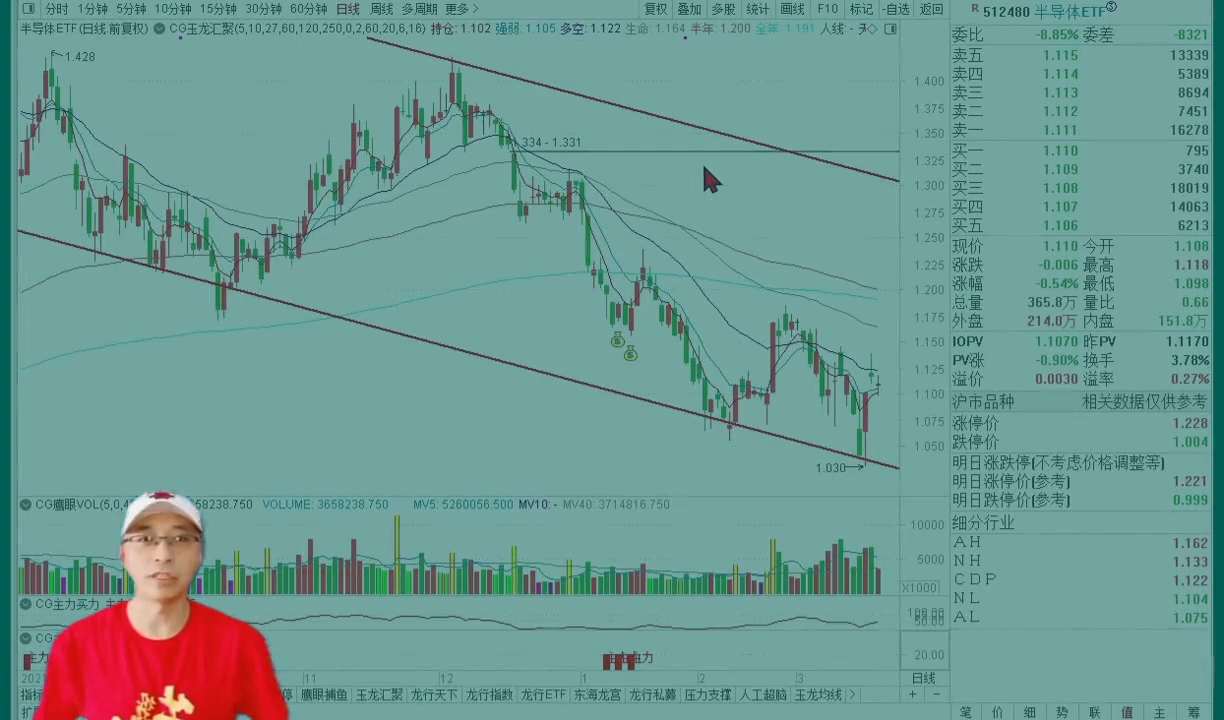 分时 1分钟 5分钟 10分钟 15分钟 30分钟 60分钟 日线 周线 多周期 更多 复权 叠加 多股 统计 画线 F10 标记 -自选 返回
R 512480 半导体ETF
半导体ETF(日线.前复权) CG玉龙汇聚(5,10,27,60,120,250,0,2,60,20,6,16) 持仓: 1.102 强弱: 1.105 多空: 1.122 生命: 1.164 半年: 1.200 全年: 1.191 人线: -
委比 -8.85% 委差 -8321
卖五 1.115 13339
卖四 1.114 5389
卖三 1.113 8694
卖二 1.112 7451
卖一 1.111 16278
买一 1.110 795
买二 1.109 3740
买三 1.108 18019
买四 1.107 14063
买五 1.106 6213
现价 1.110 今开 1.108
涨跌 -0.006 最高 1.118
涨幅 -0.54% 最低 1.098
总量 365.8万 量比 0.66
外盘 214.0万 内盘 151.8万
IOPV 1.1070 昨PV 1.1170
PV涨 -0.90% 换手 3.78%
溢价 0.0030 溢率 0.27%
沪市品种 相关数据仅供参考
涨停价 1.228
跌停价 1.004
明日涨跌停(不考虑价格调整等)
明日涨停价(参考) 1.221
明日跌停价(参考) 0.999
细分行业
AH 1.162
NH 1.133
CDP 1.122
NL 1.104
AL 1.075
1.428
334 - 1.331
1.030
1.400
1.375
1.350
1.325
1.300
1.275
1.250
1.225
1.200
1.175
1.150
1.125
1.100
1.075
1.050
CG鹰眼VOL(5,0,4 658238.750 VOLUME: 3658238.750 MV5: 5260056.500 MV10: - MV40: 3714816.750
10000
5000
X1000
CG主力买力
100.00
50.00
CG
20.00
主力
11 1 2 3 日线
指标 停 鹰眼捕鱼 玉龙汇聚 龙行天下 龙行指数 龙行ETF 东海龙宫 龙行私募 压力支撑 人工超脑 玉龙均线 + -
笔 价 细 势 联 值 主 筹